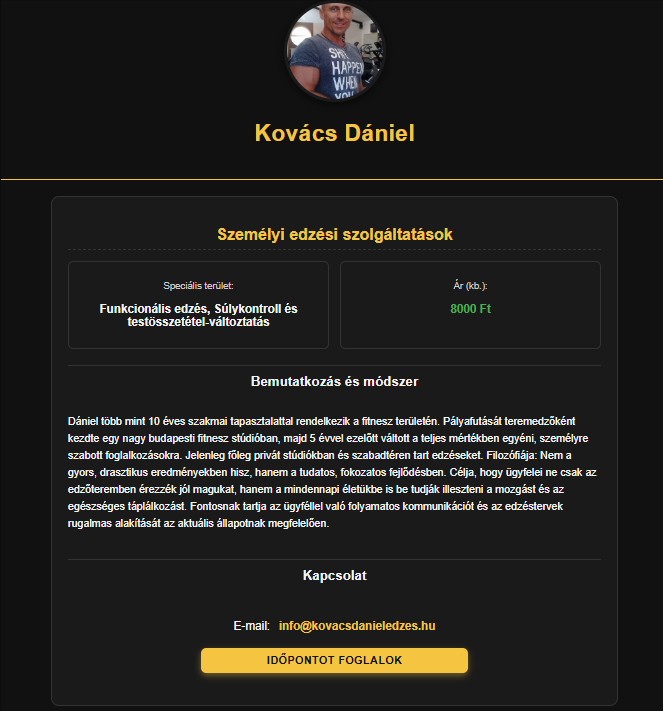 SH
HAPPEN
WHEN
YOU
Kovács Dániel
Személyi edzési szolgáltatások
Speciális terület:
Funkcionális edzés, Súlykontroll és
testösszetétel-változtatás
Ár (kb.):
8000 Ft
Bemutatkozás és módszer
Dániel több mint 10 éves szakmai tapasztalattal rendelkezik a fitnesz területén. Pályafutását teremedzőként
kezdte egy nagy budapesti fitnesz stúdióban, majd 5 évvel ezelőtt váltott a teljes mértékben egyéni, személyre
szabott foglalkozásokra. Jelenleg főleg privát stúdiókban és szabadtéren tart edzéseket. Filozófiája: Nem a
gyors, drasztikus eredményekben hisz, hanem a tudatos, fokozatos fejlődésben. Célja, hogy ügyfelei ne csak az
edzőteremben érezzék jól magukat, hanem a mindennapi életükbe is be tudják illeszteni a mozgást és az
egészséges táplálkozást. Fontosnak tartja az ügyféllel való folyamatos kommunikációt és az edzéstervek
rugalmas alakítását az aktuális állapotnak megfelelően.
Kapcsolat
E-mail: info@kovacsdanieledzes.hu
IDŐPONTOT FOGLALOK